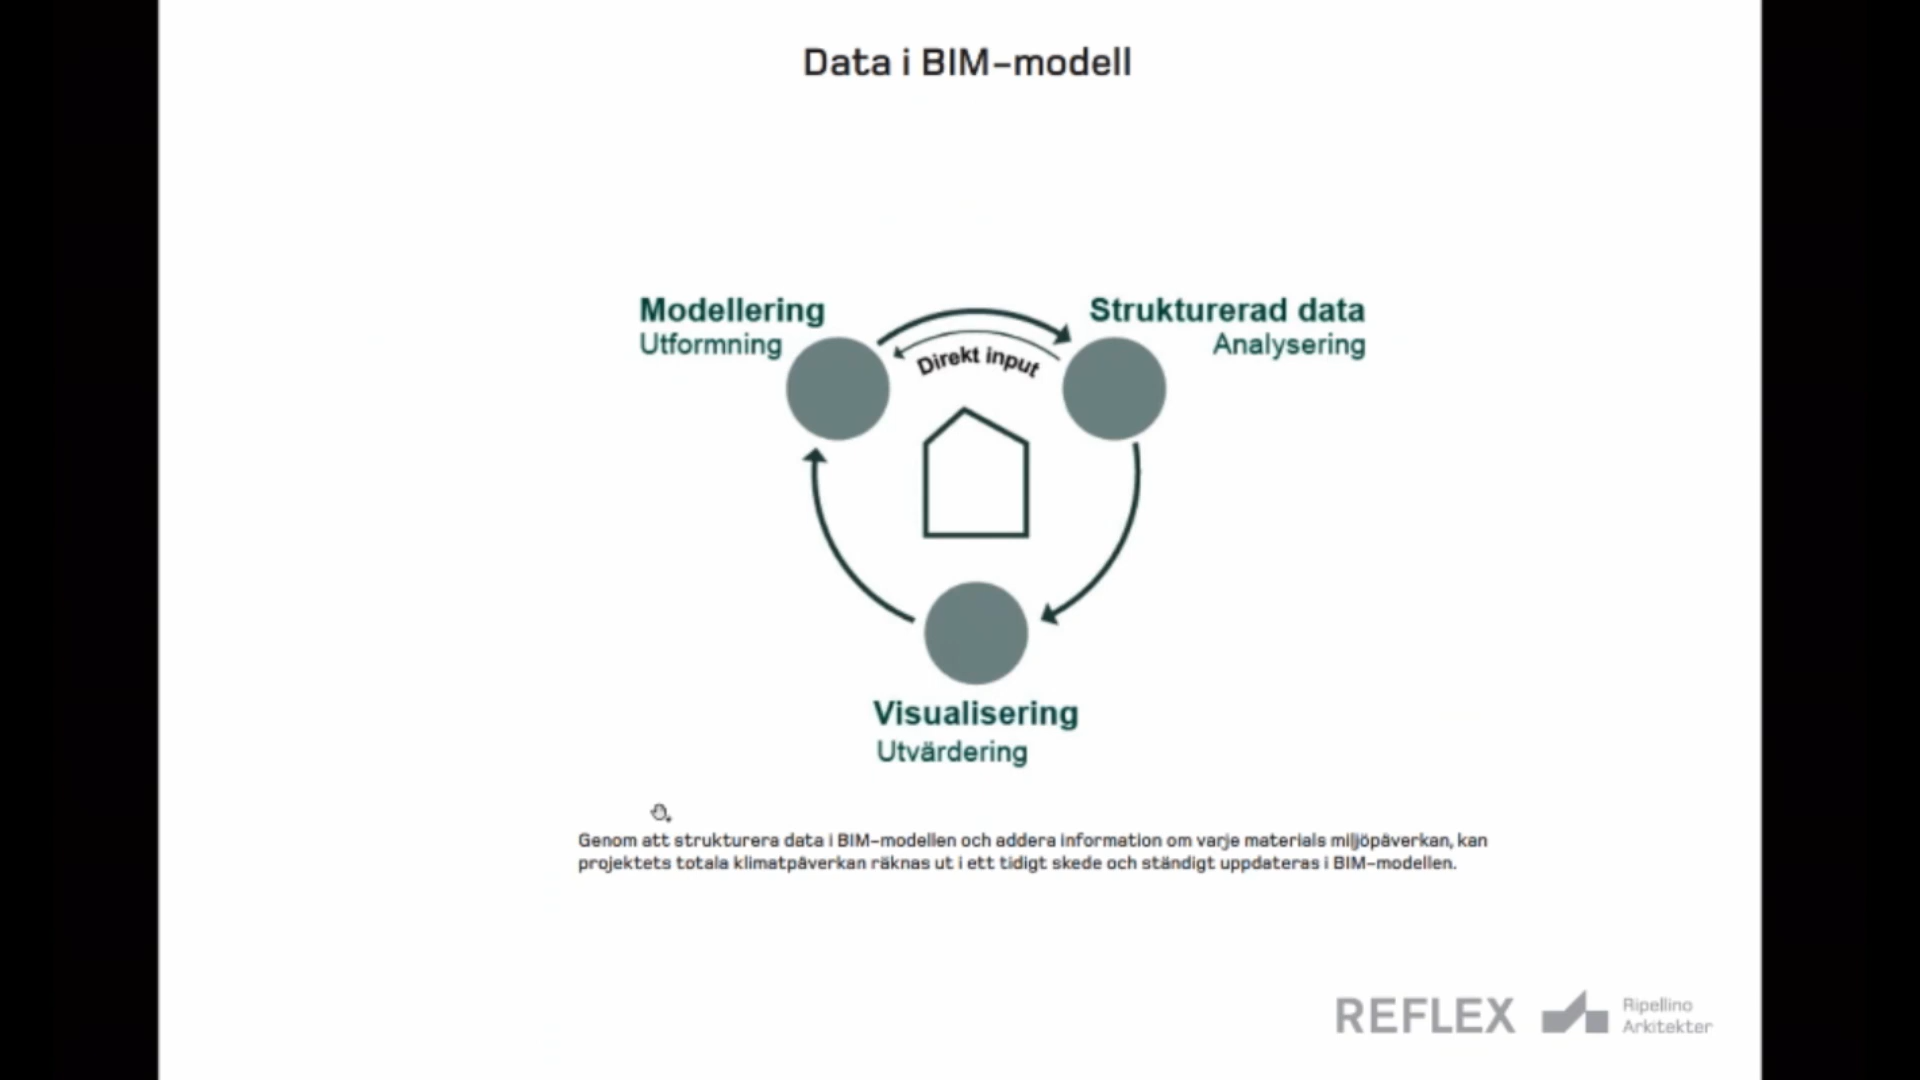 Data i BIM-modell
Modellering
Utformning
Strukturerad data
Analysering
Direkt input
Visualisering
Utvärdering
Genom att strukturera data i BIM-modellen och addera information om varje materials miljöpåverkan, kan
projektets totala klimatpåverkan räknas ut i ett tidigt skede och ständigt uppdateras i BIM-modellen.
REFLEX
Ripellino
Arkitekter